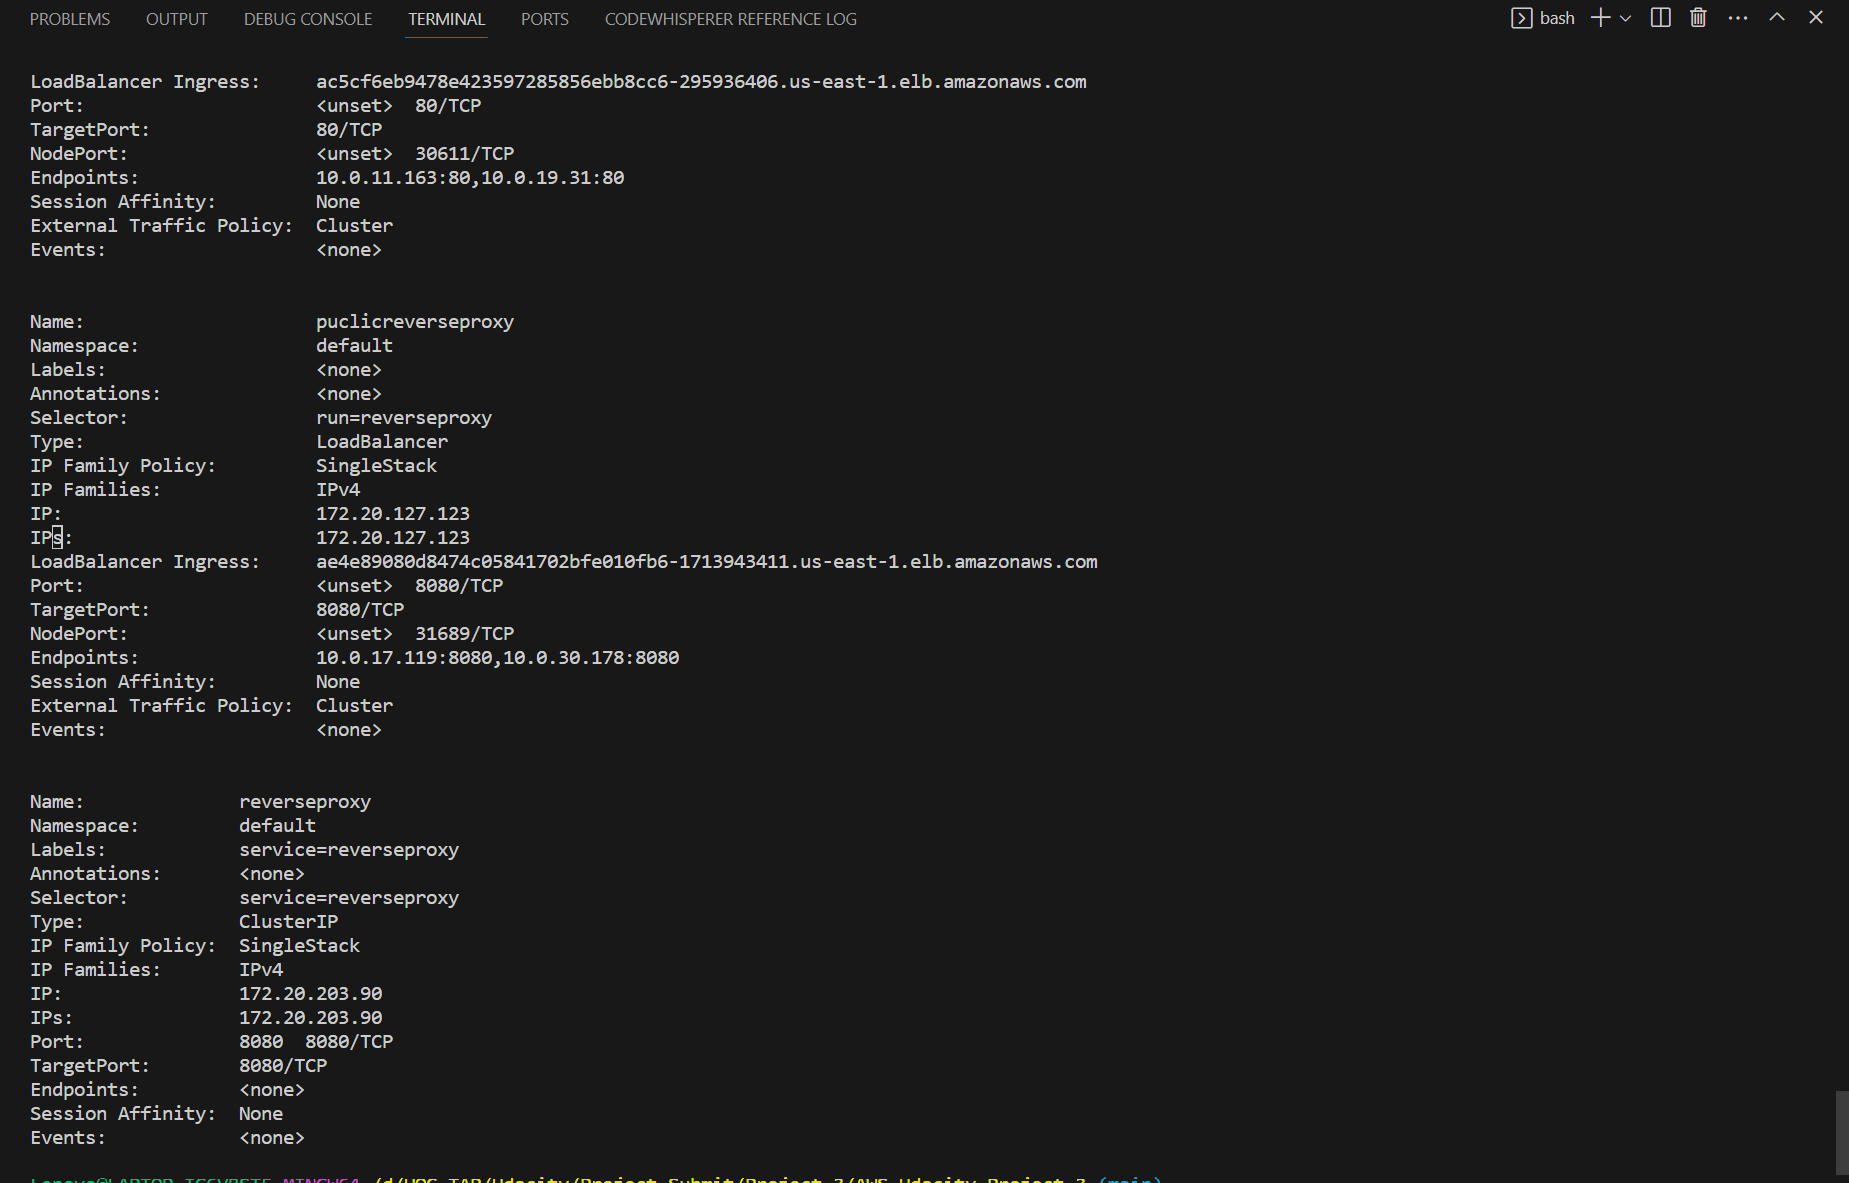 PROBLEMS OUTPUT DEBUG CONSOLE TERMINAL PORTS CODEWHISPERER REFERENCE LOG bash
LoadBalancer Ingress: ac5cf6eb9478e423597285856ebb8cc6-295936406.us-east-1.elb.amazonaws.com
Port: <unset> 80/TCP
TargetPort: 80/TCP
NodePort: <unset> 30611/TCP
Endpoints: 10.0.11.163:80,10.0.19.31:80
Session Affinity: None
External Traffic Policy: Cluster
Events: <none>
Name: puclicreverseproxy
Namespace: default
Labels: <none>
Annotations: <none>
Selector: run=reverseproxy
Type: LoadBalancer
IP Family Policy: SingleStack
IP Families: IPv4
IP: 172.20.127.123
IPs: 172.20.127.123
LoadBalancer Ingress: ae4e89080d8474c05841702bfe010fb6-1713943411.us-east-1.elb.amazonaws.com
Port: <unset> 8080/TCP
TargetPort: 8080/TCP
NodePort: <unset> 31689/TCP
Endpoints: 10.0.17.119:8080,10.0.30.178:8080
Session Affinity: None
External Traffic Policy: Cluster
Events: <none>
Name: reverseproxy
Namespace: default
Labels: service=reverseproxy
Annotations: <none>
Selector: service=reverseproxy
Type: ClusterIP
IP Family Policy: SingleStack
IP Families: IPv4
IP: 172.20.203.90
IPs: 172.20.203.90
Port: 8080 8080/TCP
TargetPort: 8080/TCP
Endpoints: <none>
Session Affinity: None
Events: <none>
(main)